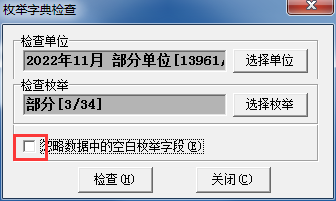 枚举字典检查
检查单位
2022年11月 部分单位[13961/
选择单位
检查枚举
部分[3/34]
选择枚举
忽略数据中的空白枚举字段(E)
检查(H)
关闭(C)